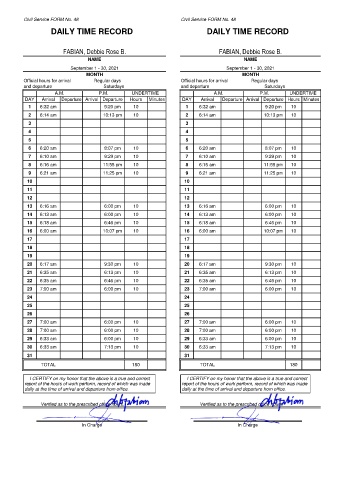 Civil Service FORM No. 48
DAILY TIME RECORD
FABIAN, Debbie Rose B.
NAME
September 1 - 30, 2021
MONTH
Official hours for arrival Regular days
and departure Saturdays
A.M. P.M. UNDERTIME
DAY Arrival Departure Arrival Departure Hours Minutes
1 6:32 am 10
2 6:14 am 10:13 pm 10
3
4
5
6 6:20 am 8:07 pm 10
7 6:10 am 9:29 pm 10
8 6:16 am 11:55 pm 10
9 6:21 am 11:25 pm 10
10
11
12
13 6:16 am 6:00 pm 10
14 6:13 am 6:00 pm 10
15 6:18 am 6:46 pm 10
16 6:00 am 10:07 pm 10
17
18
19
20 6:17 am 9:30 pm 10
21 6:35 am 6:13 pm 10
22 6:35 am 6:46 pm 10
23 7:00 am 6:00 pm 10
24
25
26
27 7:00 am 6:00 pm 10
28 7:00 am 6:00 pm 10
29 6:33 am 6:00 pm 10
30 6:33 am 7:13 pm 10
31
TOTAL 180
I CERTIFY on my honor that the above is a true and correct
report of the hours of work perform, record of which was made
daily at the time of arrival and departure from office.
Verified as to the prescribed
In Charge
Civil Service FORM No. 48
DAILY TIME RECORD
FABIAN, Debbie Rose B.
NAME
September 1 - 30, 2021
MONTH
Official hours for arrival Regular days
and departure Saturdays
A.M. P.M. UNDERTIME
DAY Arrival Departure Arrival Departure Hours Minutes
1 6:32 am 10
2 6:14 am 10:13 pm 10
3
4
5
6 6:20 am 8:07 pm 10
7 6:10 am 9:29 pm 10
8 6:16 am 11:55 pm 10
9 6:21 am 11:25 pm 10
10
11
12
13 6:16 am 6:00 pm 10
14 6:13 am 6:00 pm 10
15 6:18 am 6:46 pm 10
16 6:00 am 10:07 pm 10
17
18
19
20 6:17 am 9:30 pm 10
21 6:35 am 6:13 pm 10
22 6:35 am 6:46 pm 10
23 7:00 am 6:00 pm 10
24
25
26
27 7:00 am 6:00 pm 10
28 7:00 am 6:00 pm 10
29 6:33 am 6:00 pm 10
30 6:33 am 7:13 pm 10
31
TOTAL 180
I CERTIFY on my honor that the above is a true and correct
report of the hours of work perform, record of which was made
daily at the time of arrival and departure from office.
Verified as to the prescribed
In Charge